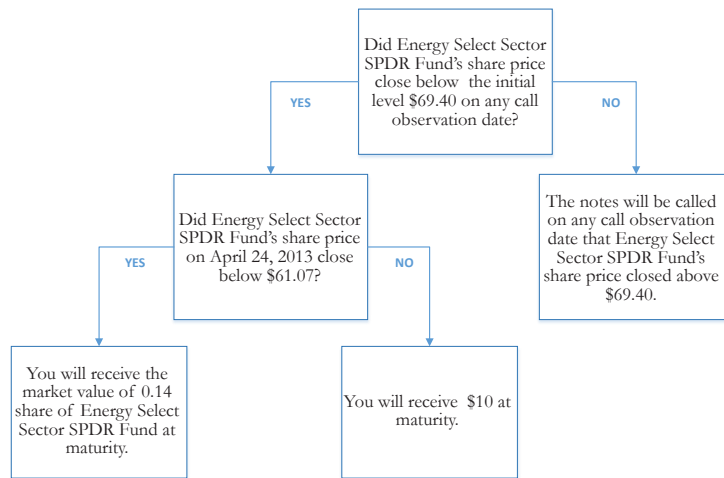 Did Energy Select Sector
SPDR Fund's share price
close below the initial
level $69.40 on any call
observation date?
YES
NO
Did Energy Select Sector
SPDR Fund's share price
on April 24, 2013 close
below $61.07?
The notes will be called
on any call observation
date that Energy Select
Sector SPDR Fund's
share price closed above
$69.40.
YES
NO
You will receive the
market value of 0.14
share of Energy Select
Sector SPDR Fund at
maturity.
You will receive $10 at
maturity.